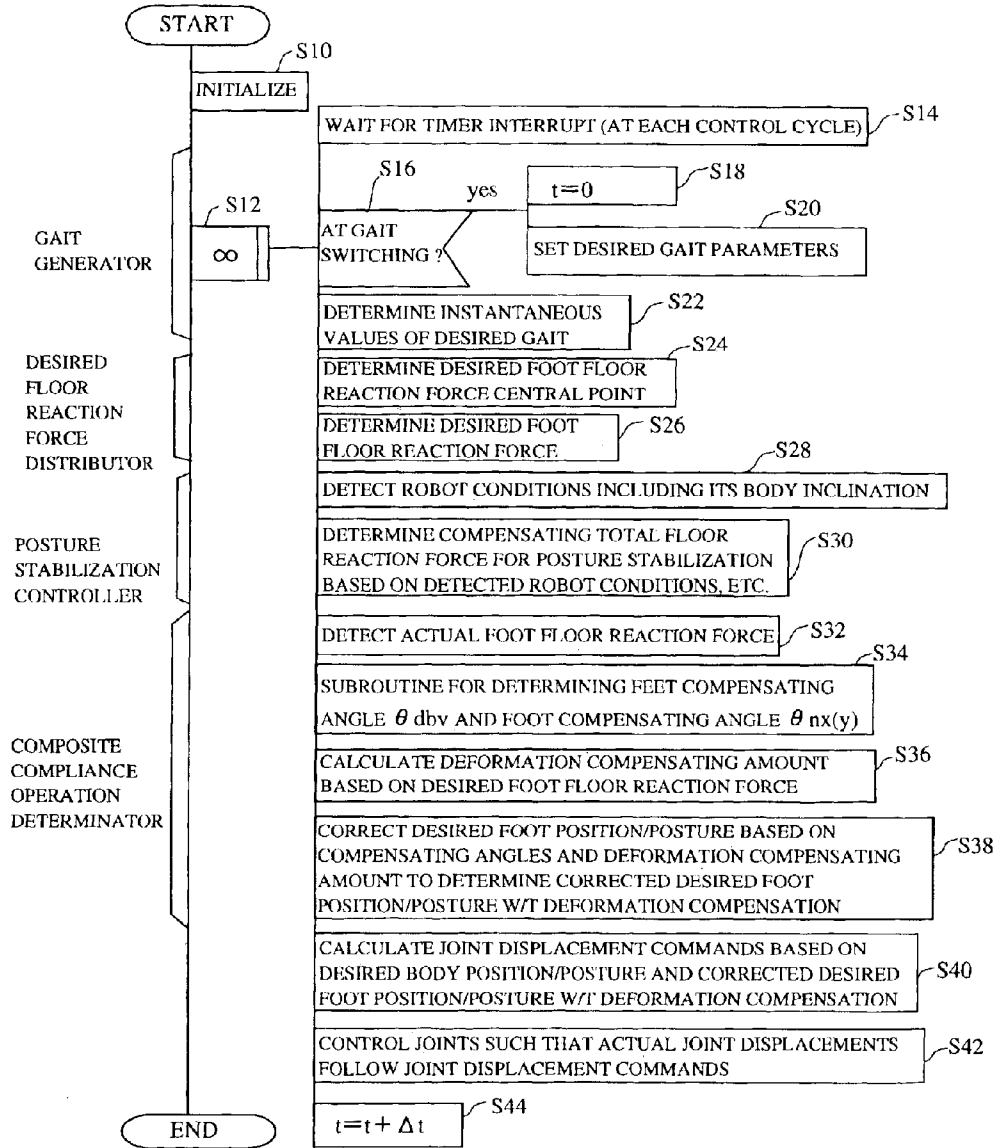 START
S10
INITIALIZE
WAIT FOR TIMER INTERRUPT (AT EACH CONTROL CYCLE)
S14
S16
yes
t=0
S18
S12
∞
AT GAIT
SWITCHING ?
S20
SET DESIRED GAIT PARAMETERS
GAIT
GENERATOR
DETERMINE INSTANTANEOUS
VALUES OF DESIRED GAIT
S22
DESIRED
FLOOR
REACTION
FORCE
DISTRIBUTOR
DETERMINE DESIRED FOOT FLOOR
REACTION FORCE CENTRAL POINT
S24
DETERMINE DESIRED FOOT
FLOOR REACTION FORCE
S26
S28
DETECT ROBOT CONDITIONS INCLUDING ITS BODY INCLINATION
POSTURE
STABILIZATION
CONTROLLER
DETERMINE COMPENSATING TOTAL FLOOR
REACTION FORCE FOR POSTURE STABILIZATION
BASED ON DETECTED ROBOT CONDITIONS, ETC.
S30
DETECT ACTUAL FOOT FLOOR REACTION FORCE
S32
S34
SUBROUTINE FOR DETERMINING FEET COMPENSATING
ANGLE θ dbv AND FOOT COMPENSATING ANGLE θ nx(y)
COMPOSITE
COMPLIANCE
OPERATION
DETERMINATOR
CALCULATE DEFORMATION COMPENSATING AMOUNT
BASED ON DESIRED FOOT FLOOR REACTION FORCE
S36
CORRECT DESIRED FOOT POSITION/POSTURE BASED ON
COMPENSATING ANGLES AND DEFORMATION COMPENSATING
AMOUNT TO DETERMINE CORRECTED DESIRED FOOT
POSITION/POSTURE W/T DEFORMATION COMPENSATION
S38
CALCULATE JOINT DISPLACEMENT COMMANDS BASED ON
DESIRED BODY POSITION/POSTURE AND CORRECTED DESIRED
FOOT POSITION/POSTURE W/T DEFORMATION COMPENSATION
S40
CONTROL JOINTS SUCH THAT ACTUAL JOINT DISPLACEMENTS
FOLLOW JOINT DISPLACEMENT COMMANDS
S42
t=t+ Δt
S44
END